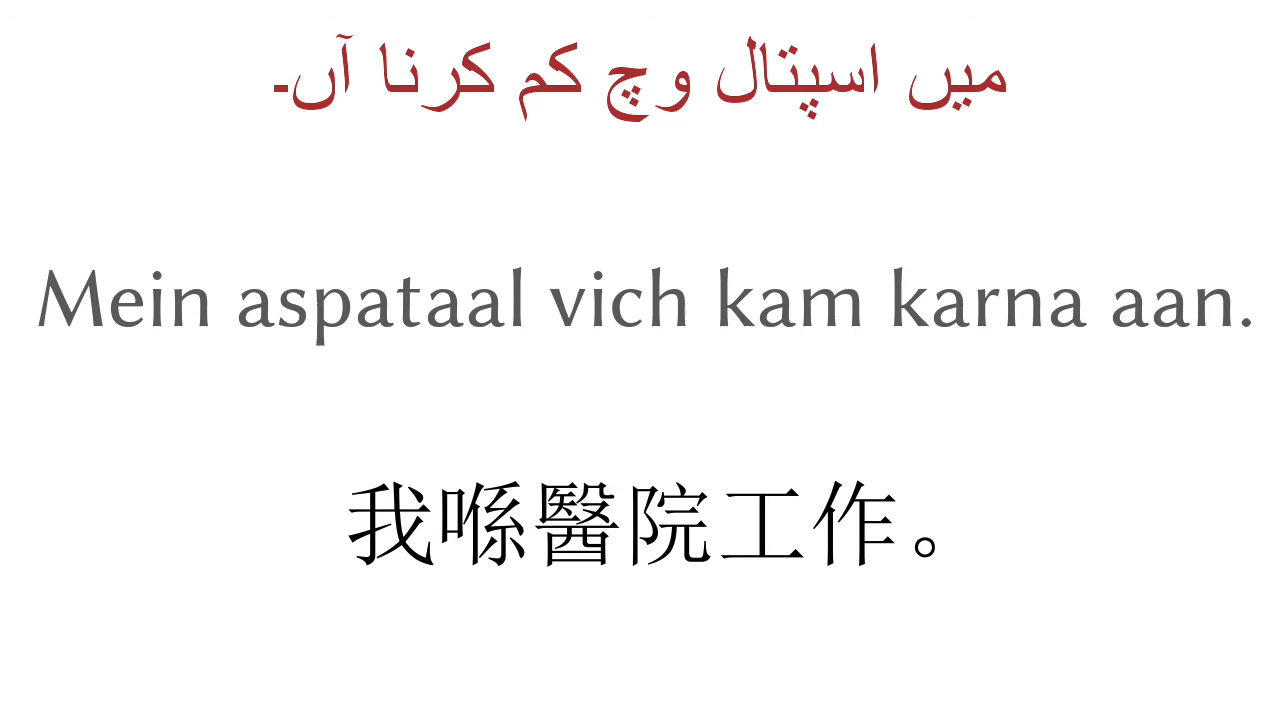 میں اسپتال وچ کم کرنا آں۔
Mein aspataal vich kam karna aan.
我喺醫院工作。